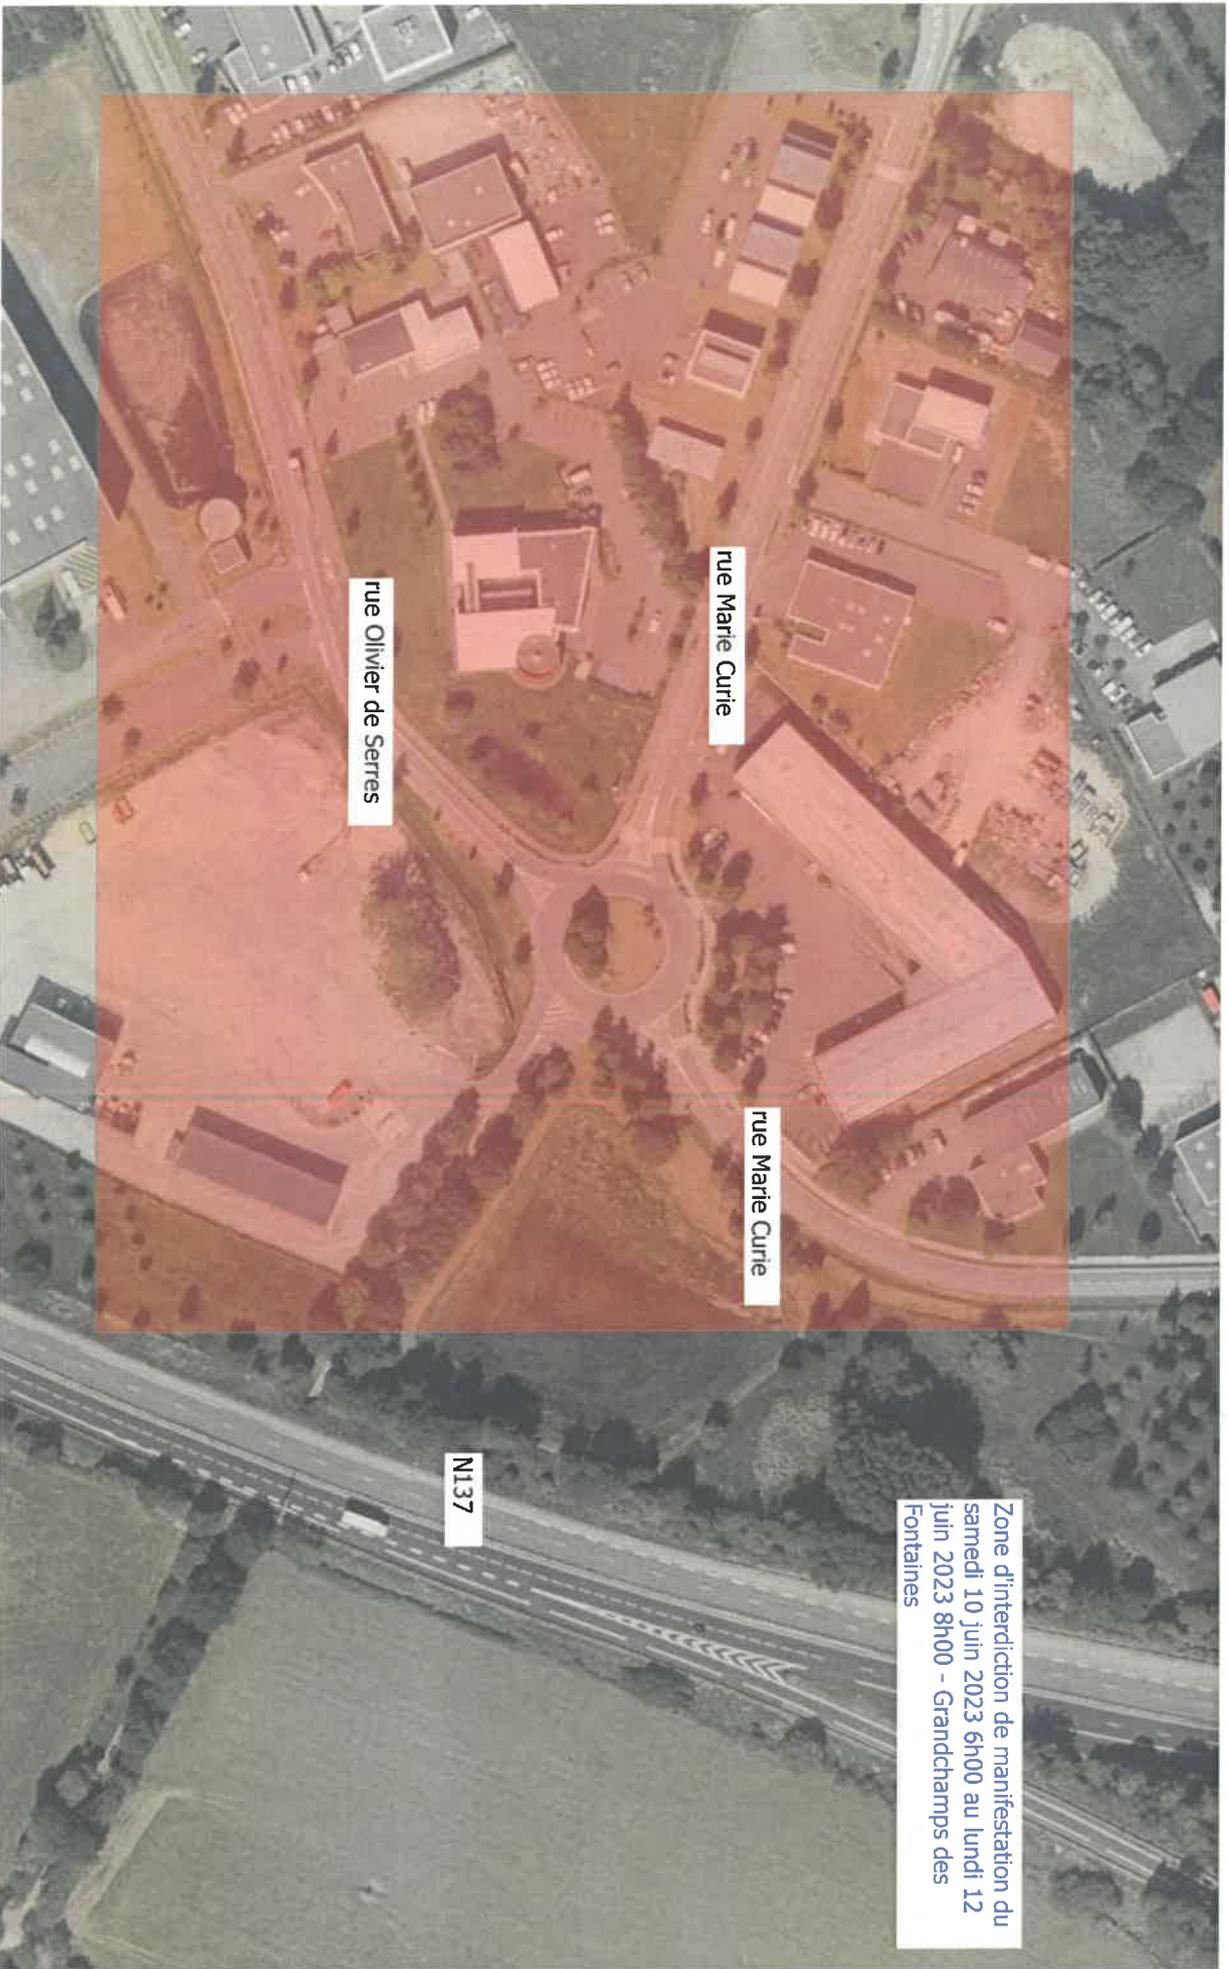 Zone d'interdiction de manifestation du
samedi 10 juin 2023 6h00 au lundi 12
juin 2023 8h00 - Grandchamps des
Fontaines
rue Marie Curie
rue Marie Curie
rue Olivier de Serres
N137